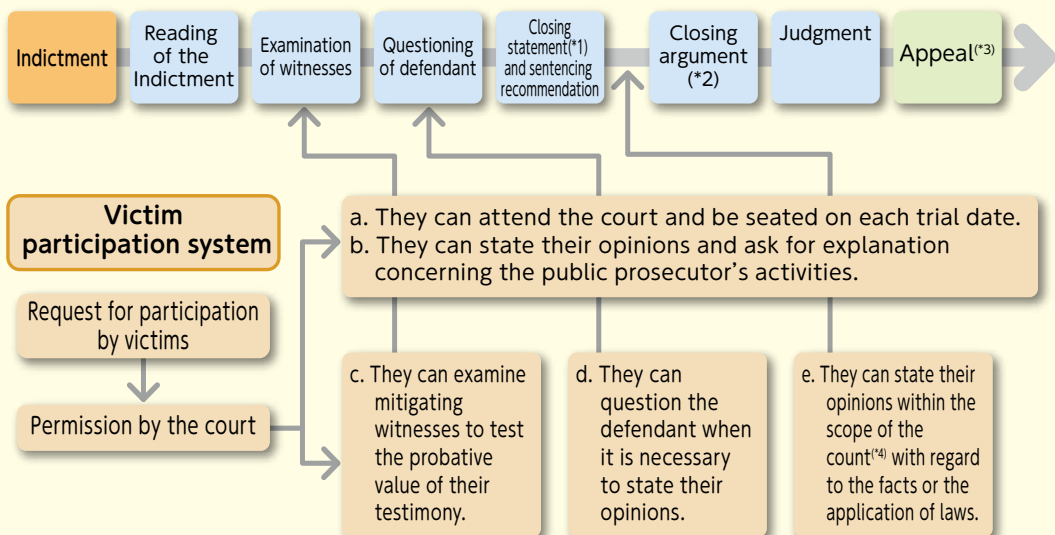 Indictment
Reading
of the
Indictment
Examination
of witnesses
Questioning
of defendant
Closing
statement(*1)
and sentencing
recommendation
Closing
argument
(*2)
Judgment
Appeal(*3)
Victim
participation system
Request for participation
by victims
Permission by the court
a. They can attend the court and be seated on each trial date.
b. They can state their opinions and ask for explanation
concerning the public prosecutor’s activities.
c. They can examine
mitigating
witnesses to test
the probative
value of their
testimony.
d. They can
question the
defendant when
it is necessary
to state their
opinions.
e. They can state their
opinions within the
scope of the
count(*4) with regard
to the facts or the
application of laws.